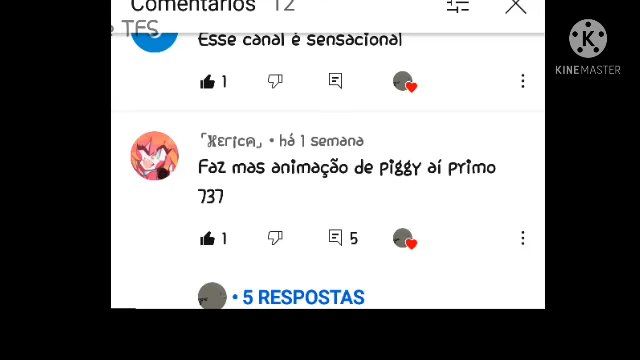 Comentários 12
TFS
Esse canal é sensacional
1
「ꀘεrica」 • há 1 semana
Faz mas animação de piggy aí primo
737
1 5
• 5 RESPOSTAS
KINEMASTER